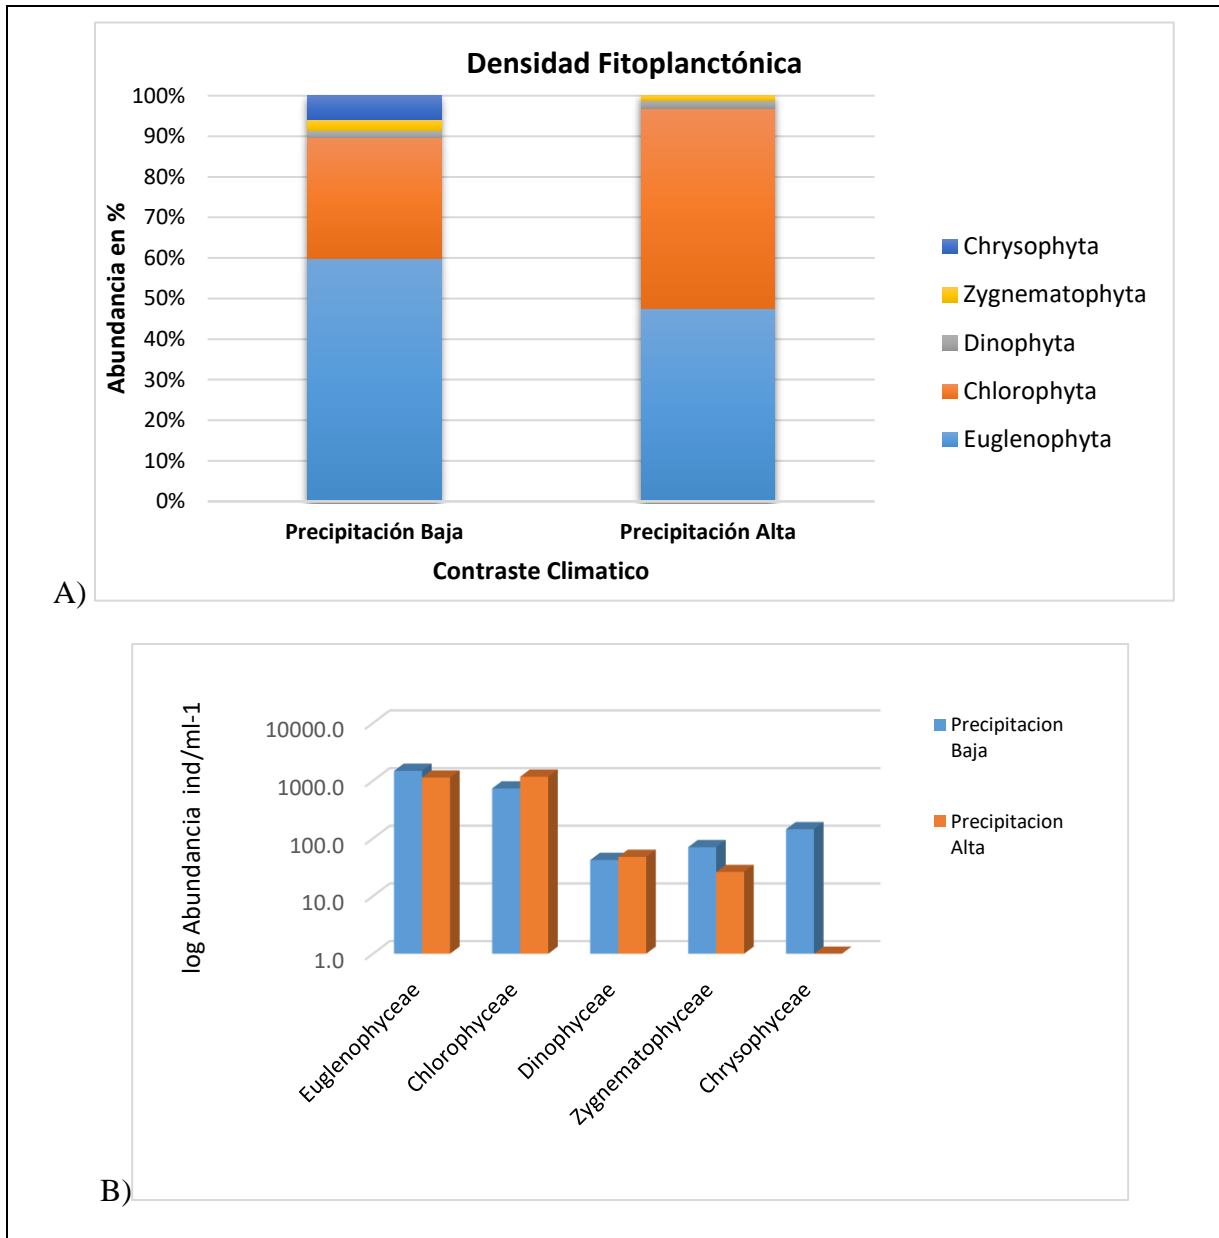 Densidad Fitoplanctónica
100%
90%
80%
70%
60%
50%
40%
30%
20%
10%
0%
Abundancia en %
Precipitación Baja
Precipitación Alta
Contraste Climatico
Chrysophyta
Zygnematophyta
Dinophyta
Chlorophyta
Euglenophyta
A)
log Abundancia ind/ml-1
10000.0
1000.0
100.0
10.0
1.0
Euglenophyceae
Chlorophyceae
Dinophyceae
Zygnematophyceae
Chrysophyceae
Precipitacion
Baja
Precipitacion
Alta
B)